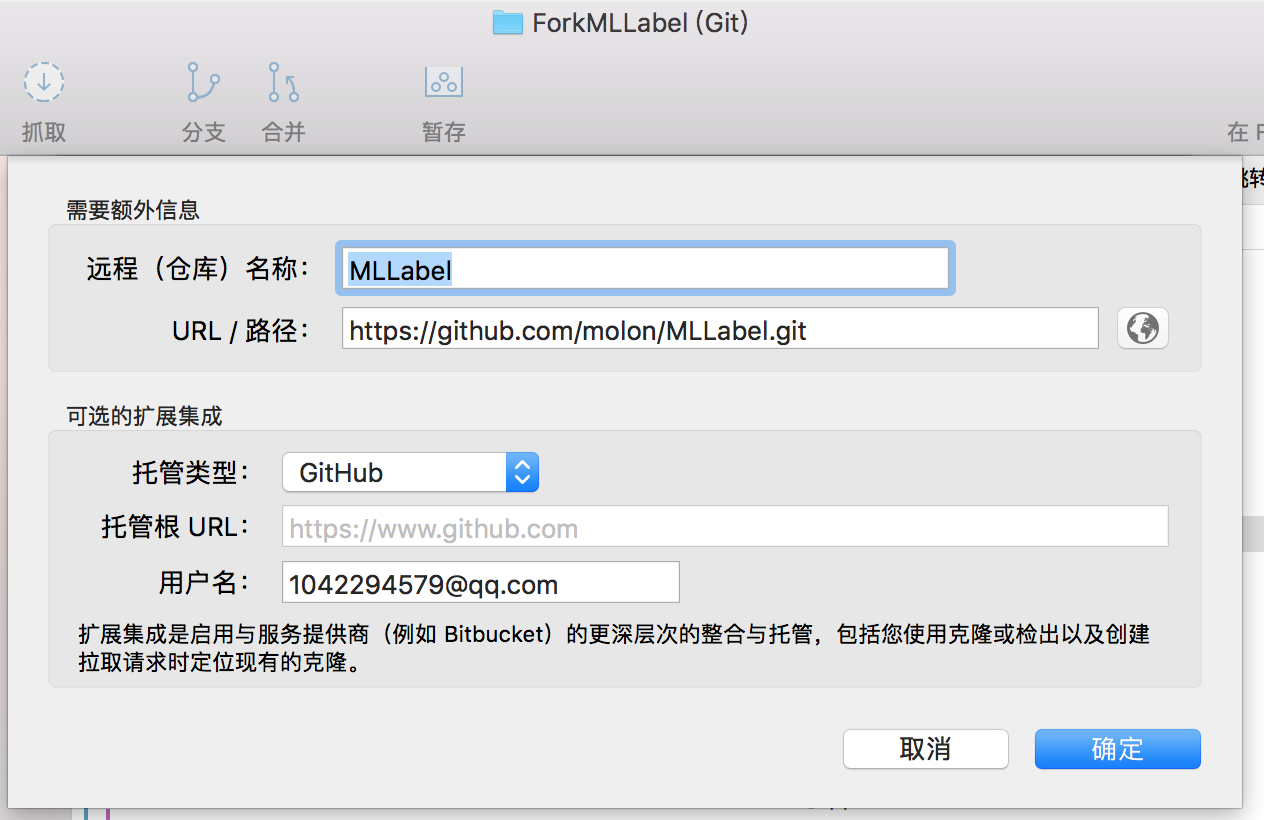 ForkMLLabel (Git)
抓取 分支 合并 暂存
在 F
跳转
需要额外信息
远程（仓库）名称： MLLabel
URL / 路径： https://github.com/molon/MLLabel.git
可选的扩展集成
托管类型： GitHub
托管根 URL： https://www.github.com
用户名： 1042294579@qq.com
扩展集成是启用与服务提供商（例如 Bitbucket）的更深层次的整合与托管，包括您使用克隆或检出以及创建
拉取请求时定位现有的克隆。
取消 确定